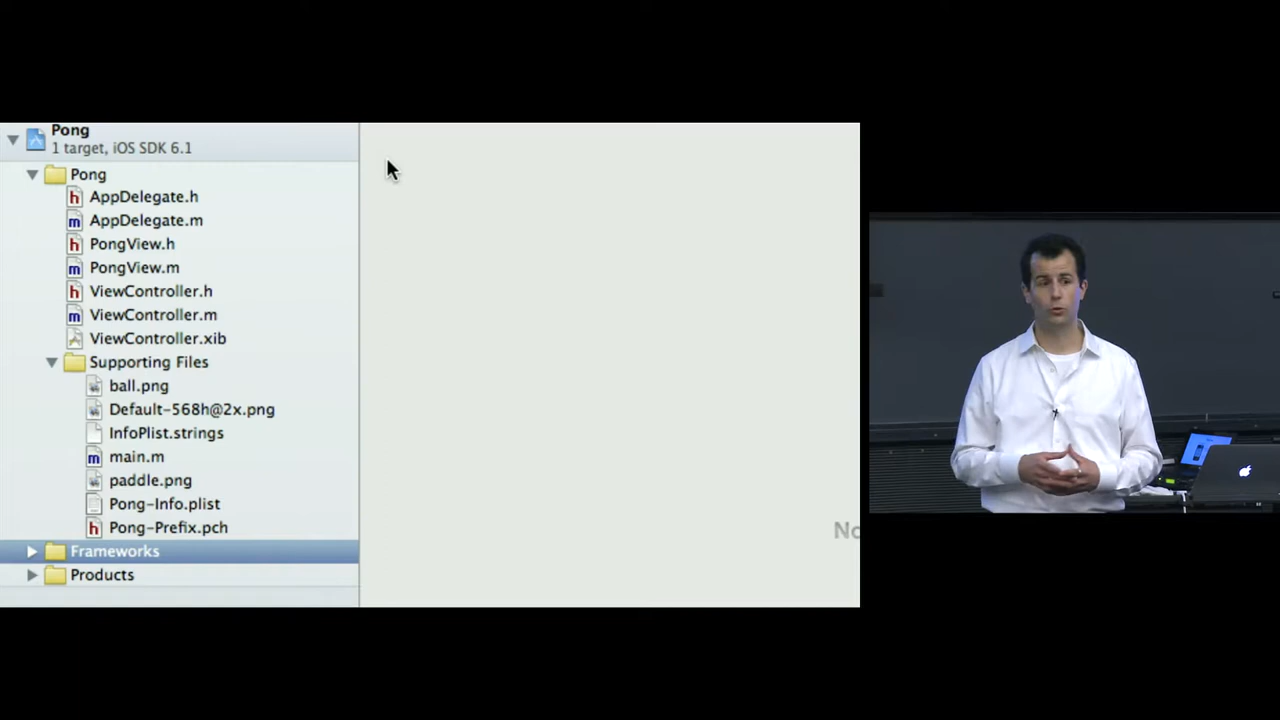 Pong
1 target, iOS SDK 6.1
Pong
AppDelegate.h
AppDelegate.m
PongView.h
PongView.m
ViewController.h
ViewController.m
ViewController.xib
Supporting Files
ball.png
Default-568h@2x.png
InfoPlist.strings
main.m
paddle.png
Pong-Info.plist
Pong-Prefix.pch
Frameworks
Products
No